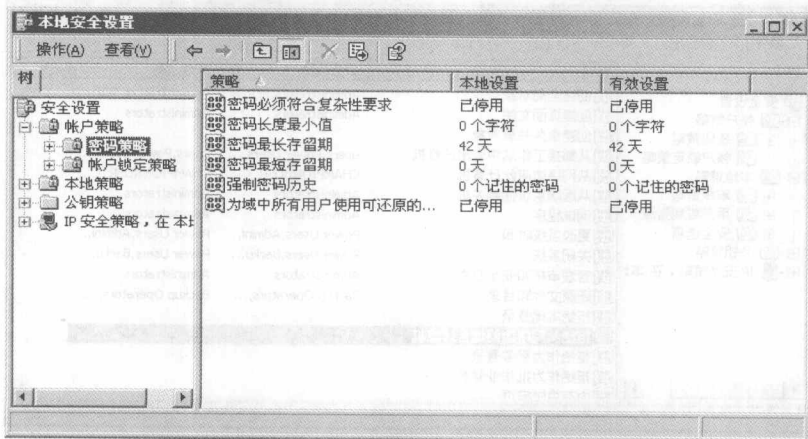 本地安全设置
操作(A) 查看(V)
树
安全设置
帐户策略
密码策略
帐户锁定策略
本地策略
公钥策略
IP 安全策略，在 本地
策略 本地设置 有效设置
密码必须符合复杂性要求 已停用 已停用
密码长度最小值 0 个字符 0 个字符
密码最长存留期 42 天 42 天
密码最短存留期 0 天 0 天
强制密码历史 0 个记住的密码 0 个记住的密码
为域中所有用户使用可还原的... 已停用 已停用